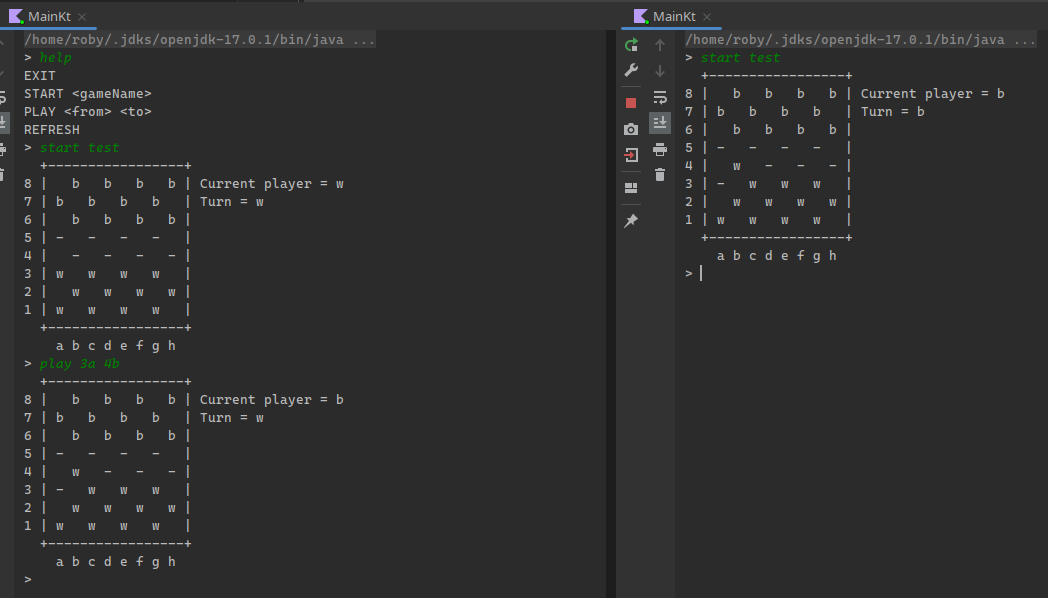 MainKt ×
/home/roby/.jdks/openjdk-17.0.1/bin/java ...
> help
EXIT
START <gameName>
PLAY <from> <to>
REFRESH
> start test
  +-----------------+
8 |   b   b   b   b | Current player = w
7 | b   b   b   b   | Turn = w
6 |   b   b   b   b |
5 | -   -   -   -   |
4 |   -   -   -   - |
3 | w   w   w   w   |
2 |   w   w   w   w |
1 | w   w   w   w   |
  +-----------------+
    a b c d e f g h
> play 3a 4b
  +-----------------+
8 |   b   b   b   b | Current player = b
7 | b   b   b   b   | Turn = w
6 |   b   b   b   b |
5 | -   -   -   -   |
4 |   w   -   -   - |
3 | -   w   w   w   |
2 |   w   w   w   w |
1 | w   w   w   w   |
  +-----------------+
    a b c d e f g h
>
MainKt ×
/home/roby/.jdks/openjdk-17.0.1/bin/java ...
> start test
  +-----------------+
8 |   b   b   b   b | Current player = b
7 | b   b   b   b   | Turn = b
6 |   b   b   b   b |
5 | -   -   -   -   |
4 |   w   -   -   - |
3 | -   w   w   w   |
2 |   w   w   w   w |
1 | w   w   w   w   |
  +-----------------+
    a b c d e f g h
>